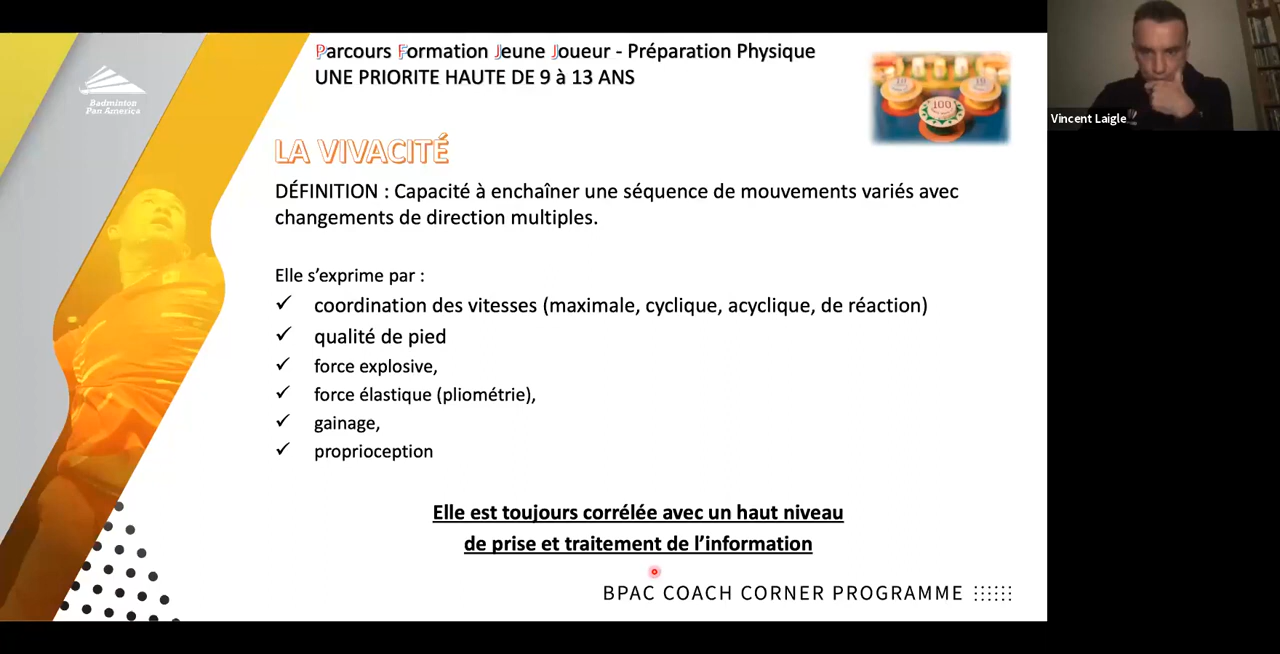 Parcours Formation Jeune Joueur - Préparation Physique
UNE PRIORITE HAUTE DE 9 à 13 ANS
Badminton
Pan America
100
10
Vincent Laigle
LA VIVACITÉ
DÉFINITION : Capacité à enchaîner une séquence de mouvements variés avec
changements de direction multiples.
Elle s’exprime par :
✓ coordination des vitesses (maximale, cyclique, acyclique, de réaction)
✓ qualité de pied
✓ force explosive,
✓ force élastique (pliométrie),
✓ gainage,
✓ proprioception
Elle est toujours corrélée avec un haut niveau
de prise et traitement de l’information
BPAC COACH CORNER PROGRAMME